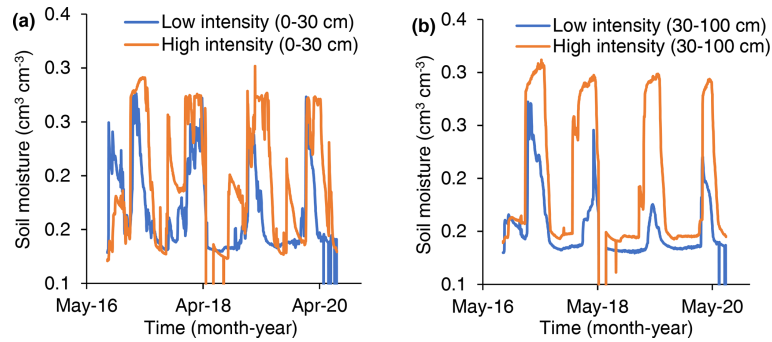 (a)
Low intensity (0-30 cm)
High intensity (0-30 cm)
Soil moisture (cm³ cm⁻³)
0.4
0.3
0.3
0.2
0.2
0.1
May-16
Apr-18
Apr-20
Time (month-year)
(b)
Low intensity (30-100 cm)
High intensity (30-100 cm)
Soil moisture (cm³ cm⁻³)
0.4
0.3
0.3
0.2
0.2
0.1
May-16
May-18
May-20
Time (month-year)